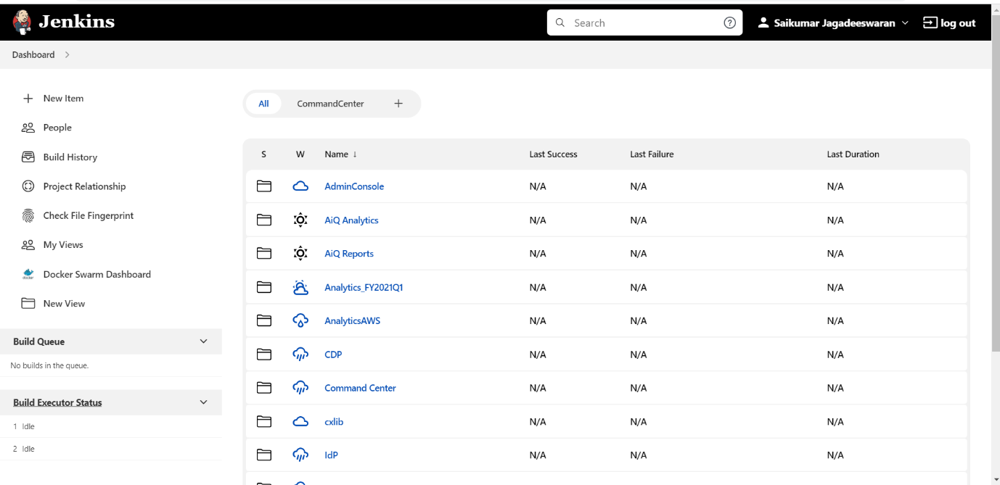 Jenkins
Search
Saikumar Jagadeeswaran
log out
Dashboard
New Item
People
Build History
Project Relationship
Check File Fingerprint
My Views
docker
Docker Swarm Dashboard
New View
Build Queue
No builds in the queue.
Build Executor Status
1 Idle
2 Idle
All CommandCenter +
S W Name ↓ Last Success Last Failure Last Duration
AdminConsole N/A N/A N/A
AiQ Analytics N/A N/A N/A
AiQ Reports N/A N/A N/A
Analytics_FY2021Q1 N/A N/A N/A
AnalyticsAWS N/A N/A N/A
CDP N/A N/A N/A
Command Center N/A N/A N/A
cxlib N/A N/A N/A
IdP N/A N/A N/A